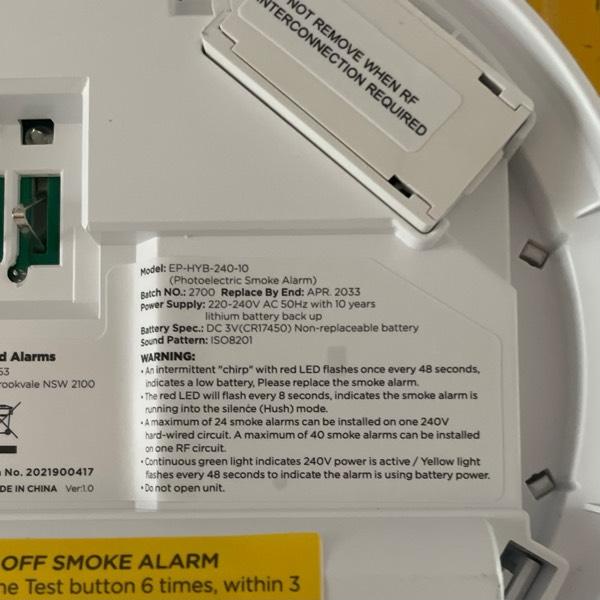 NOT REMOVE WHEN RF
INTERCONNECTION REQUIRED
Model: EP-HYB-240-10
(Photoelectric Smoke Alarm)
Batch NO.: 2700 Replace By End: APR. 2033
Power Supply: 220-240V AC 50Hz with 10 years
lithium battery back up
Battery Spec.: DC 3V(CR17450) Non-replaceable battery
Sound Pattern: ISO8201
WARNING:
• An intermittent "chirp" with red LED flashes once every 48 seconds,
indicates a low battery, Please replace the smoke alarm.
• The red LED will flash every 8 seconds, indicates the smoke alarm is
running into the silence (Hush) mode.
• A maximum of 24 smoke alarms can be installed on one 240V
hard-wired circuit. A maximum of 40 smoke alarms can be installed
on one RF circuit.
• Continuous green light indicates 240V power is active / Yellow light
flashes every 48 seconds to indicate the alarm is using battery power.
• Do not open unit.
d Alarms
53
rookvale NSW 2100
No. 2021900417
DE IN CHINA Ver:1.0
OFF SMOKE ALARM
he Test button 6 times, within 3